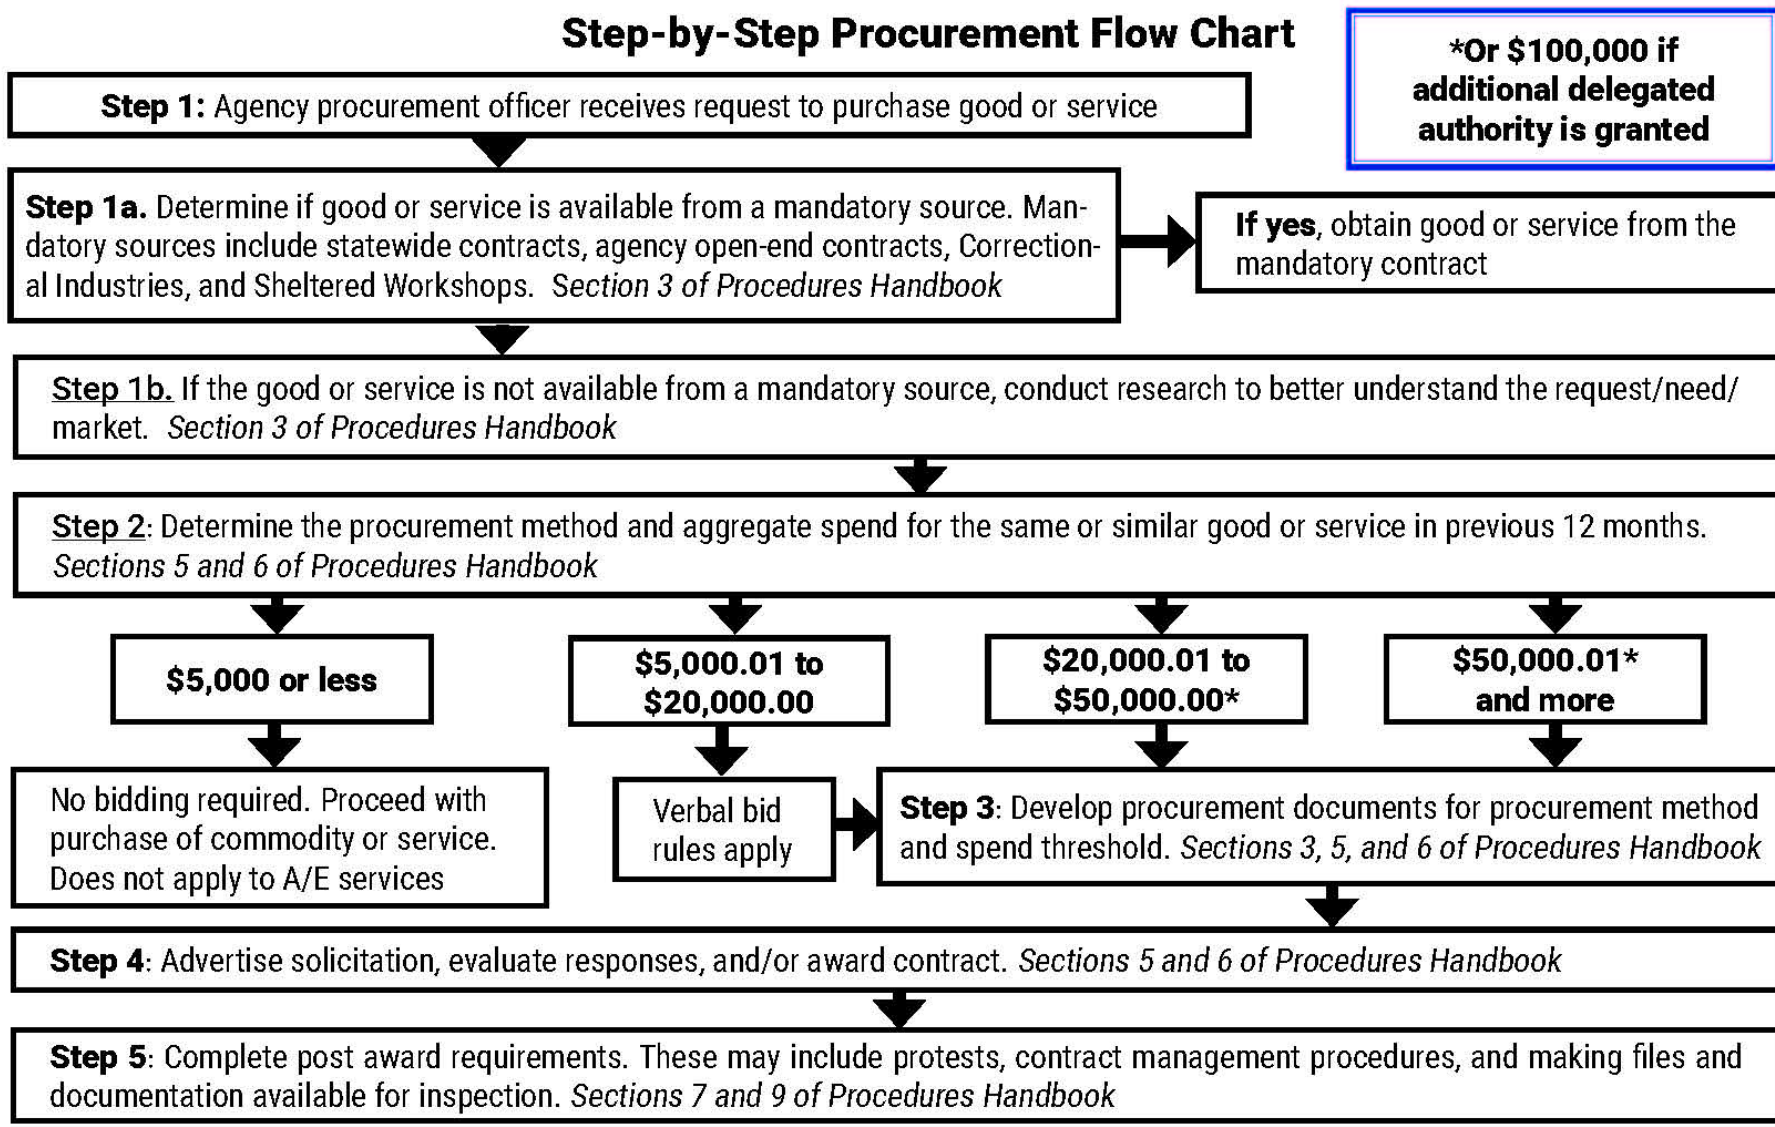 Step-by-Step Procurement Flow Chart
*Or $100,000 if
additional delegated
authority is granted
Step 1: Agency procurement officer receives request to purchase good or service
Step 1a. Determine if good or service is available from a mandatory source. Man-
datory sources include statewide contracts, agency open-end contracts, Correction-
al Industries, and Sheltered Workshops. Section 3 of Procedures Handbook
If yes, obtain good or service from the
mandatory contract
Step 1b. If the good or service is not available from a mandatory source, conduct research to better understand the request/need/
market. Section 3 of Procedures Handbook
Step 2: Determine the procurement method and aggregate spend for the same or similar good or service in previous 12 months.
Sections 5 and 6 of Procedures Handbook
$5,000 or less
$5,000.01 to
$20,000.00
$20,000.01 to
$50,000.00*
$50,000.01*
and more
No bidding required. Proceed with
purchase of commodity or service.
Does not apply to A/E services
Verbal bid
rules apply
Step 3: Develop procurement documents for procurement method
and spend threshold. Sections 3, 5, and 6 of Procedures Handbook
Step 4: Advertise solicitation, evaluate responses, and/or award contract. Sections 5 and 6 of Procedures Handbook
Step 5: Complete post award requirements. These may include protests, contract management procedures, and making files and
documentation available for inspection. Sections 7 and 9 of Procedures Handbook